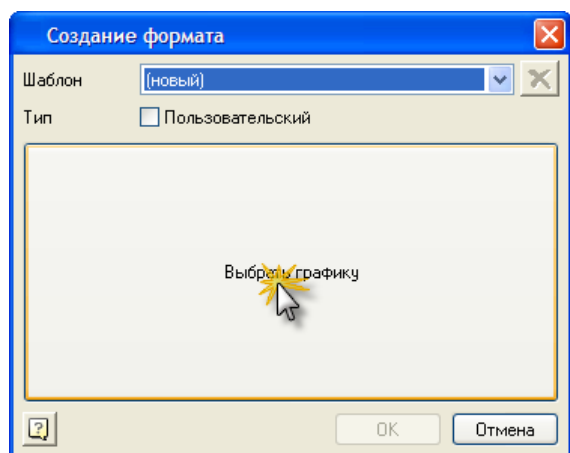 Создание формата
Шаблон (новый)
Тип Пользовательский
Выбрать графику
OK Отмена